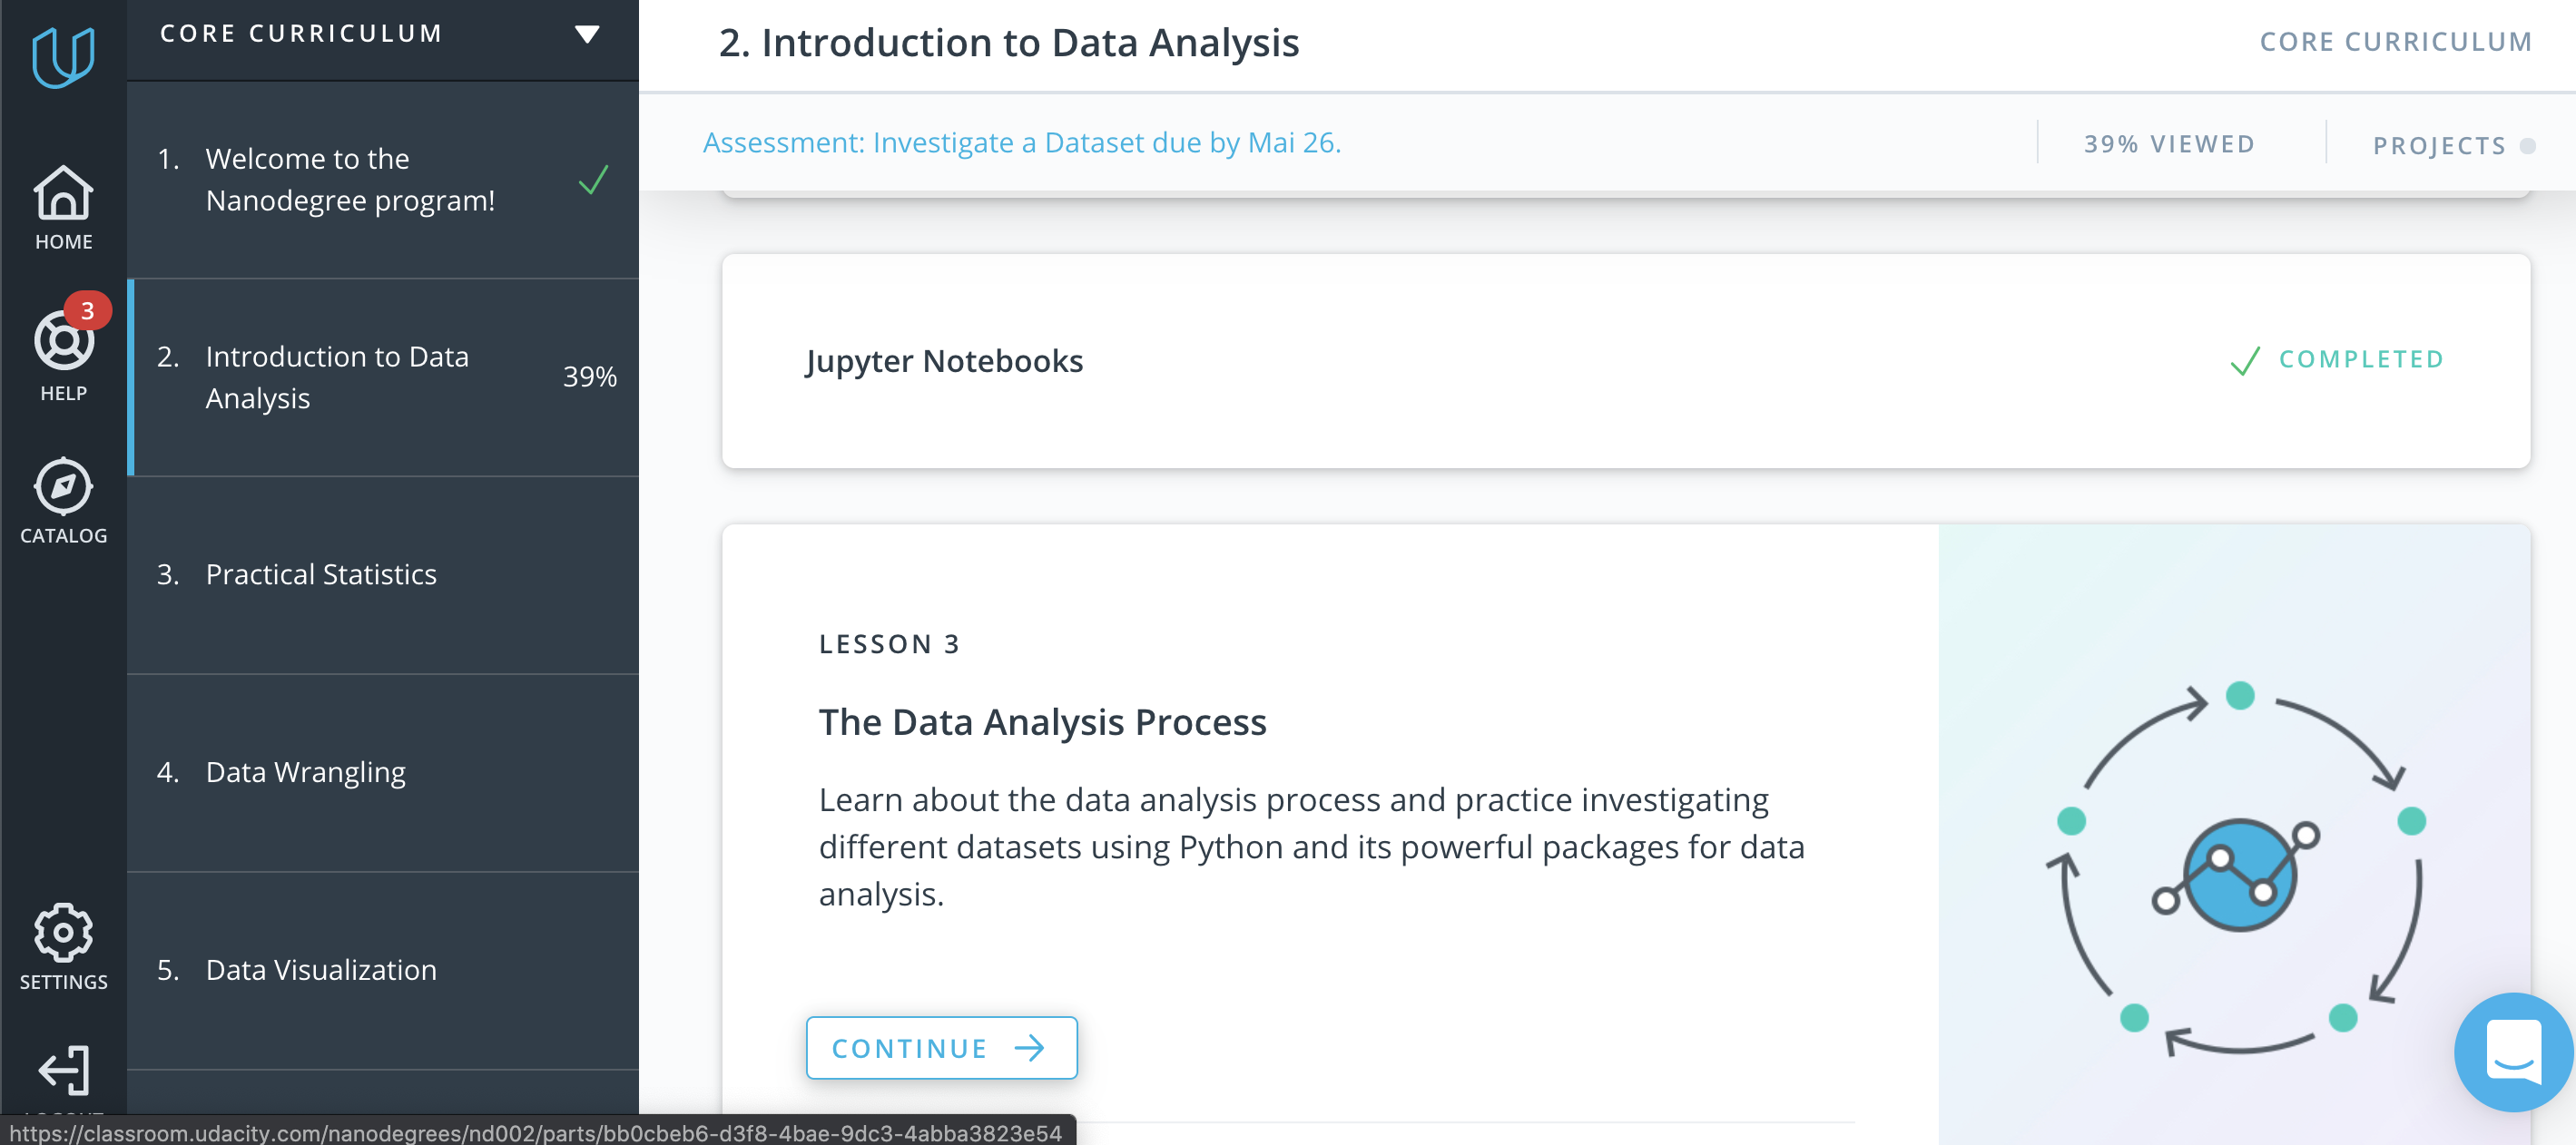 CORE CURRICULUM
HOME
3
HELP
CATALOG
SETTINGS
1. Welcome to the
Nanodegree program!
2. Introduction to Data
Analysis
39%
3. Practical Statistics
4. Data Wrangling
5. Data Visualization
2. Introduction to Data Analysis
CORE CURRICULUM
Assessment: Investigate a Dataset due by Mai 26.
39% VIEWED
PROJECTS
Jupyter Notebooks
COMPLETED
LESSON 3
The Data Analysis Process
Learn about the data analysis process and practice investigating
different datasets using Python and its powerful packages for data
analysis.
CONTINUE
https://classroom.udacity.com/nanodegrees/nd002/parts/bb0cbeb6-d3f8-4bae-9dc3-4abba3823e54